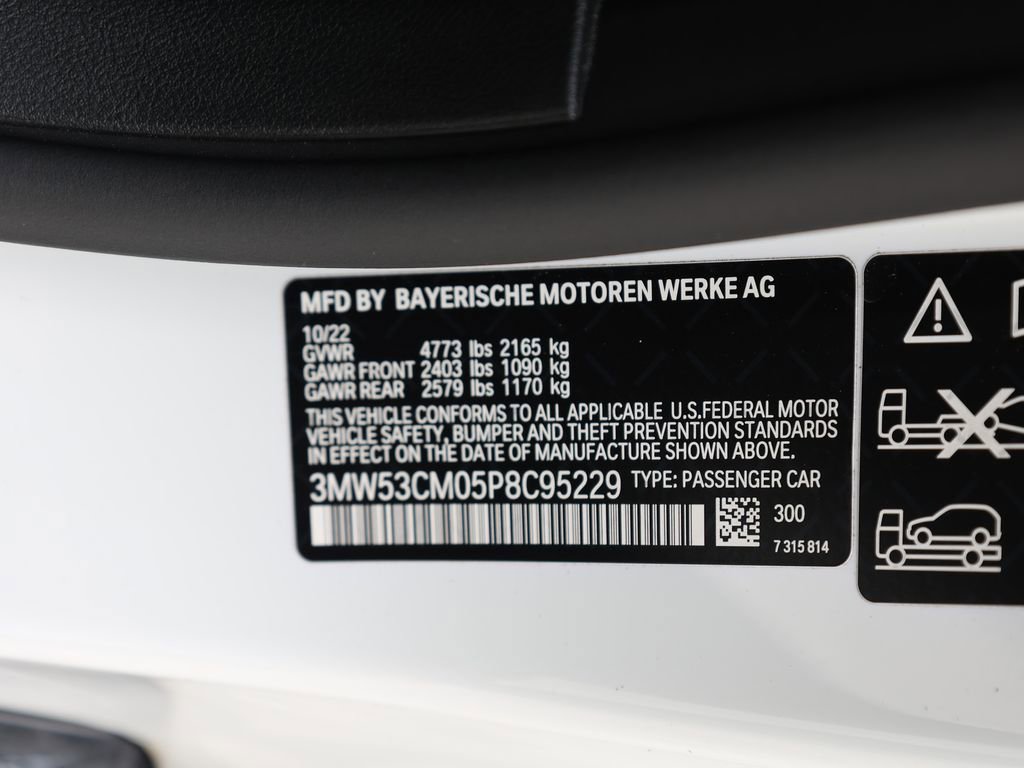 MFD BY BAYERISCHE MOTOREN WERKE AG
10/22
GVWR 4773 lbs 2165 kg
GAWR FRONT 2403 lbs 1090 kg
GAWR REAR 2579 lbs 1170 kg
THIS VEHICLE CONFORMS TO ALL APPLICABLE U.S.FEDERAL MOTOR
VEHICLE SAFETY, BUMPER AND THEFT PREVENTION STANDARDS
IN EFFECT ON THE DATE OF MANUFACTURE SHOWN ABOVE.
3MW53CM05P8C95229 TYPE: PASSENGER CAR
300
7 315 814